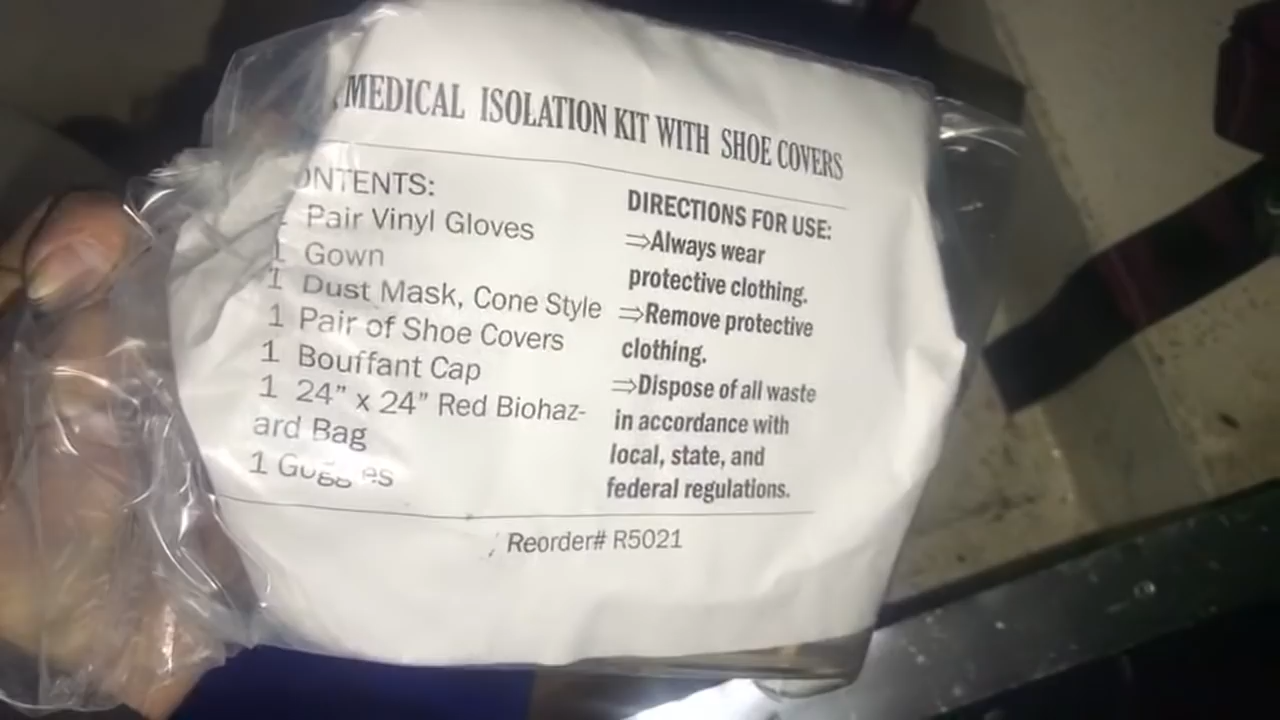 MEDICAL ISOLATION KIT WITH SHOE COVERS
ONTENTS:
Pair Vinyl Gloves
1 Gown
1 Dust Mask, Cone Style
1 Pair of Shoe Covers
1 Bouffant Cap
1 24” x 24” Red Biohaz-
ard Bag
1
DIRECTIONS FOR USE:
⇒Always wear
protective clothing.
⇒Remove protective
clothing.
⇒Dispose of all waste
in accordance with
local, state, and
federal regulations.
Reorder# R5021